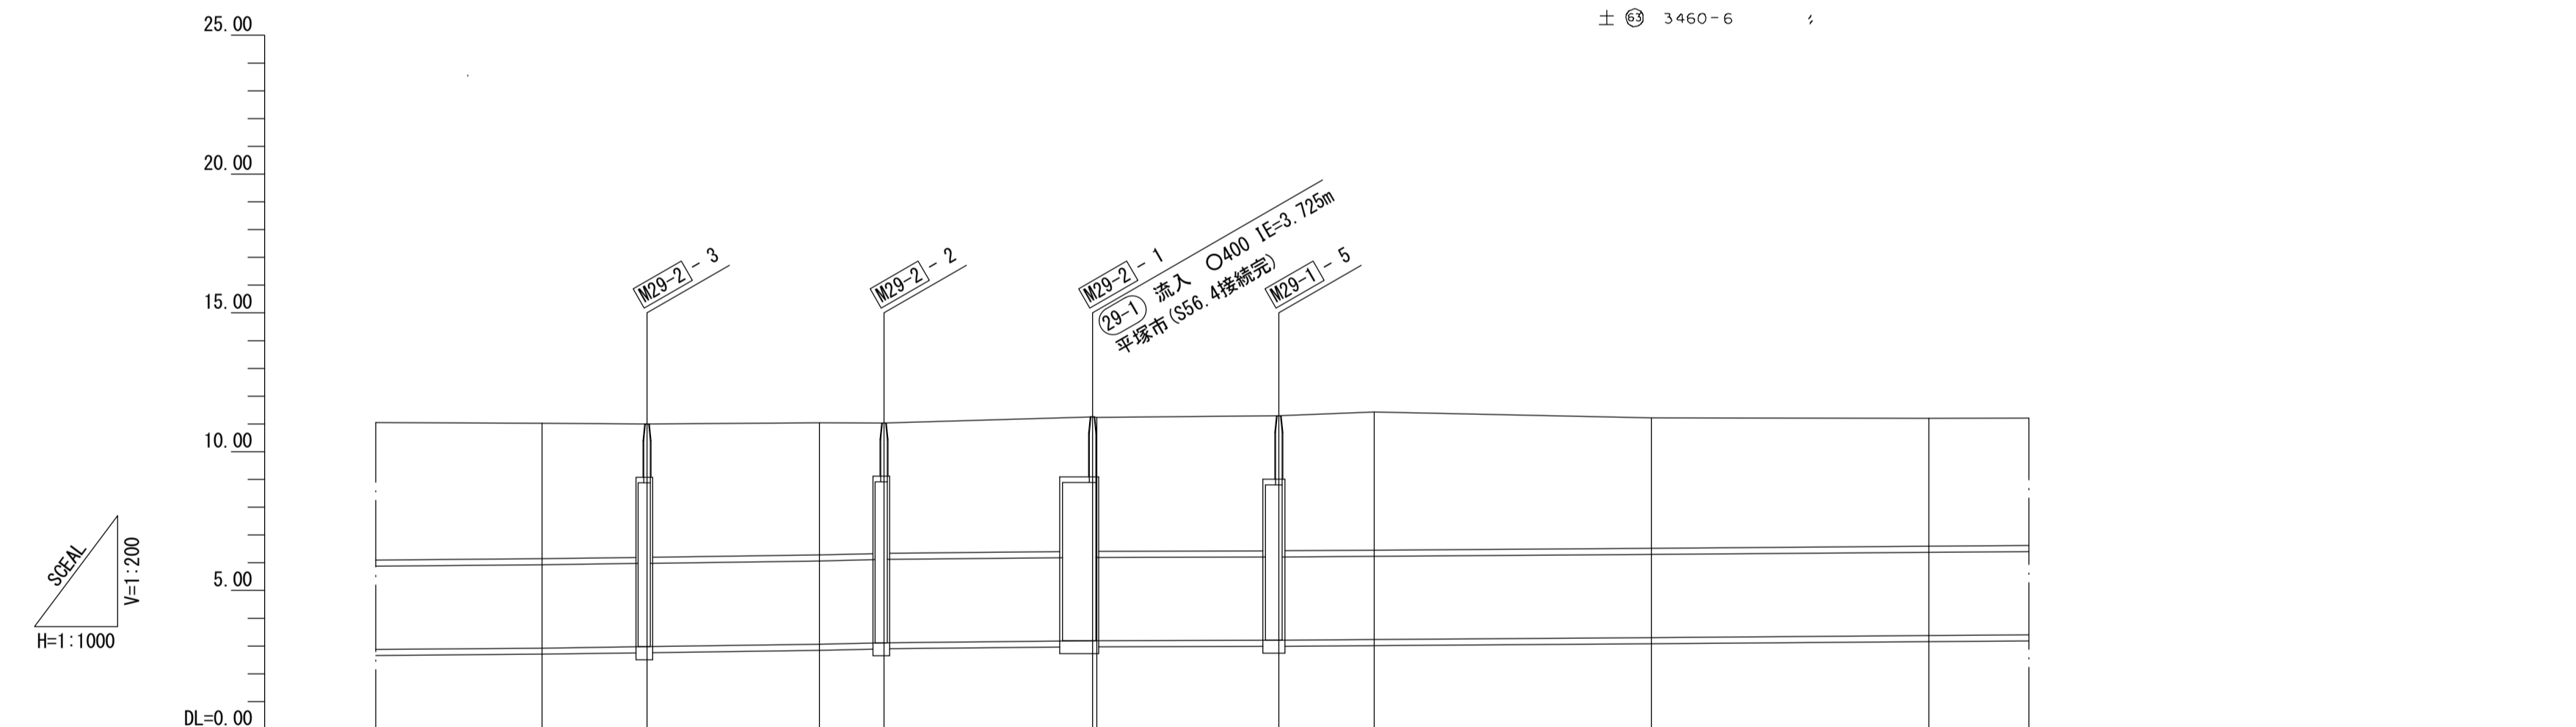 土 63 3460-6
25.00
20.00
15.00
10.00
5.00
DL=0.00
M29-2 - 3
M29-2 - 2
M29-2 - 1
29-1 流入 ○400 IE=3.725m
平塚市(S56.4接続完)
M29-1 - 5
SCEAL
V=1:200
H=1:1000